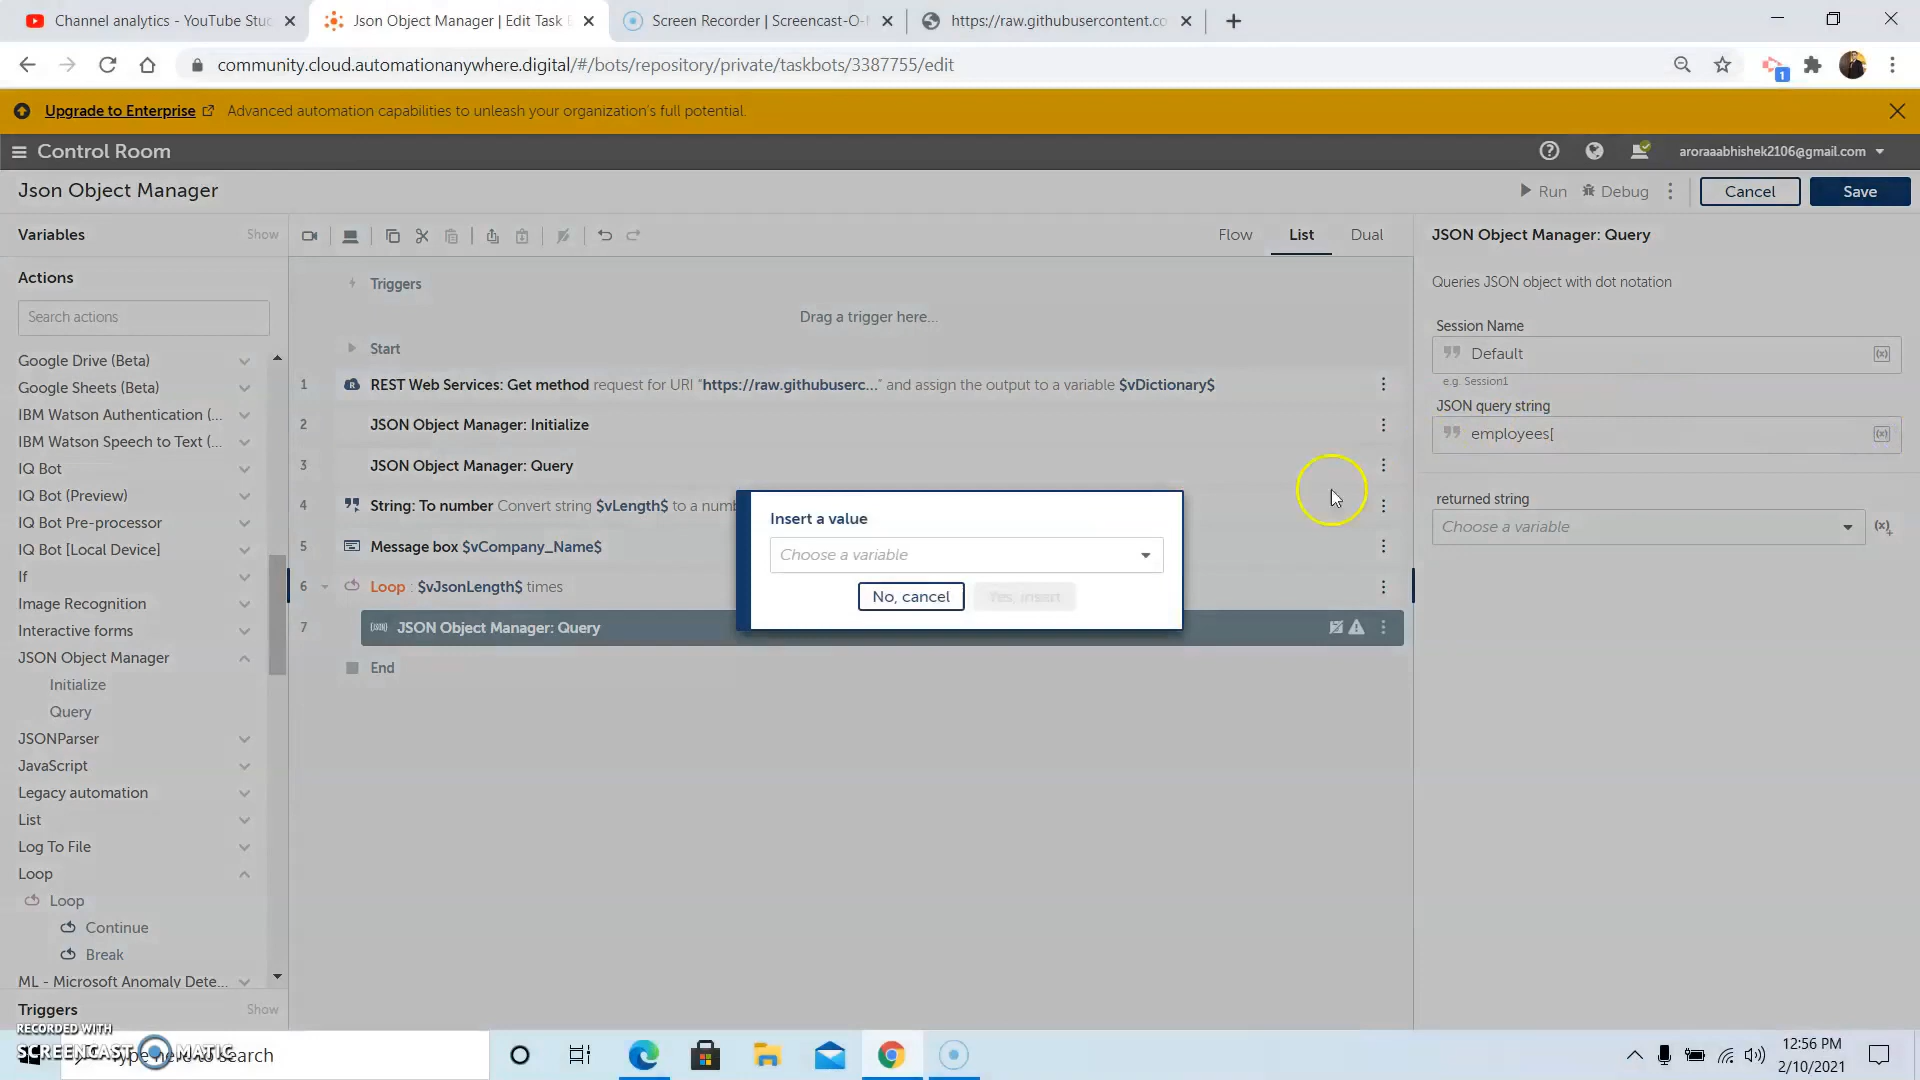 Channel analytics - YouTube Stu
Json Object Manager | Edit Task B
Screen Recorder | Screencast-O-
https://raw.githubusercontent.co
community.cloud.automationanywhere.digital/#/bots/repository/private/taskbots/3387755/edit
1
Upgrade to Enterprise
Advanced automation capabilities to unleash your organization's full potential.
Control Room
aroraaabhishek2106@gmail.com
Json Object Manager
Run
Debug
Cancel
Save
Variables
Show
Actions
Search actions
Google Drive (Beta)
Google Sheets (Beta)
IBM Watson Authentication (...
IBM Watson Speech to Text (...
IQ Bot
IQ Bot (Preview)
IQ Bot Pre-processor
IQ Bot [Local Device]
If
Image Recognition
Interactive forms
JSON Object Manager
Initialize
Query
JSONParser
JavaScript
Legacy automation
List
Log To File
Loop
Loop
Continue
Break
ML - Microsoft Anomaly Dete...
Triggers
Show
Flow
List
Dual
Triggers
Drag a trigger here...
Start
1 REST Web Services: Get method request for URI "https://raw.githubuserc..." and assign the output to a variable $vDictionary$
2 JSON Object Manager: Initialize
3 JSON Object Manager: Query
4 String: To number Convert string $vLength$ to a numb
5 Message box $vCompany_Name$
6 Loop : $vJsonLength$ times
7 JSON Object Manager: Query
End
Insert a value
Choose a variable
No, cancel
Yes, insert
JSON Object Manager: Query
Queries JSON object with dot notation
Session Name
Default
e.g. Session1
JSON query string
employees[
returned string
Choose a variable
RECORDED WITH
SCREENCAST MATIC
Type here to search
12:56 PM
2/10/2021